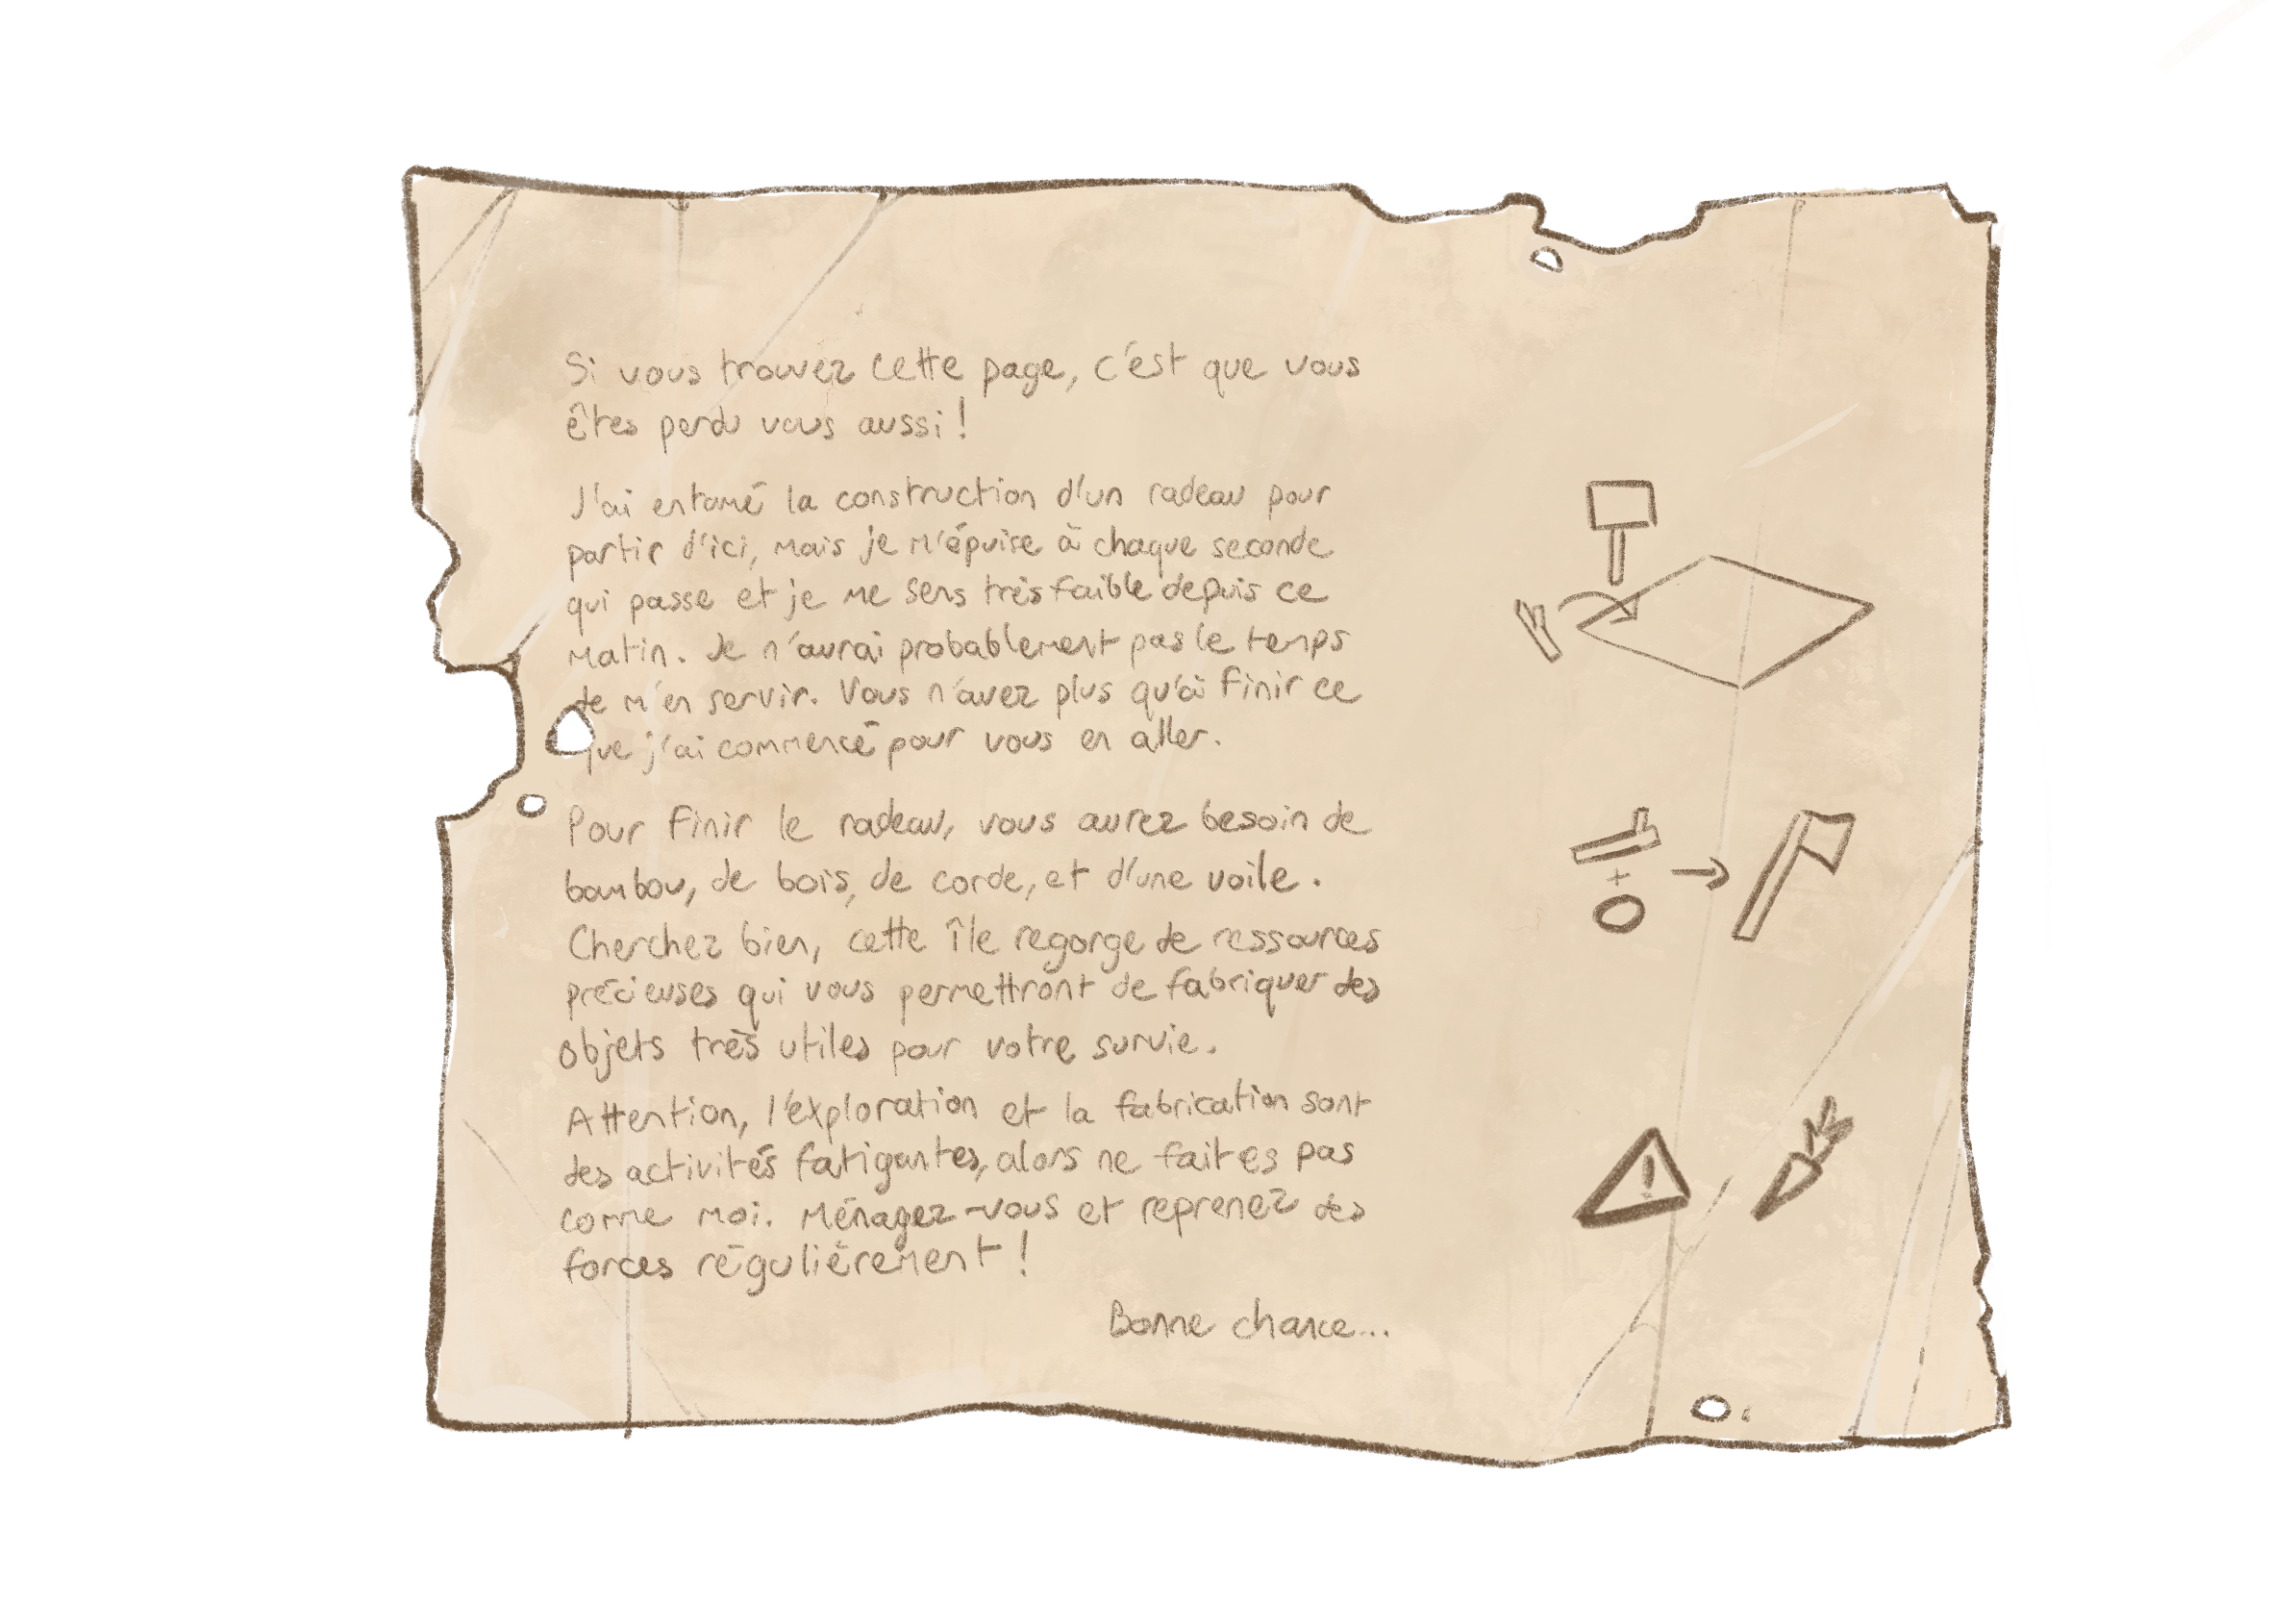 Si vous trouvez cette page, c'est que vous
êtes perdu vous aussi !
J'ai entamé la construction d'un radeau pour
partir d'ici, mais je m'épuise à chaque seconde
qui passe et je me sens très faible depuis ce
matin. Je n'aurai probablement pas le temps
de m'en servir. Vous n'avez plus qu'à finir ce
que j'ai commencé pour vous en aller.
Pour finir le radeau, vous aurez besoin de
bambou, de bois, de corde, et d'une voile.
Cherchez bien, cette île regorge de ressources
précieuses qui vous permettront de fabriquer des
objets très utiles pour votre survie.
Attention, l'exploration et la fabrication sont
des activités fatigantes, alors ne faites pas
comme moi. Ménagez-vous et reprenez des
forces régulièrement !
Bonne chance...